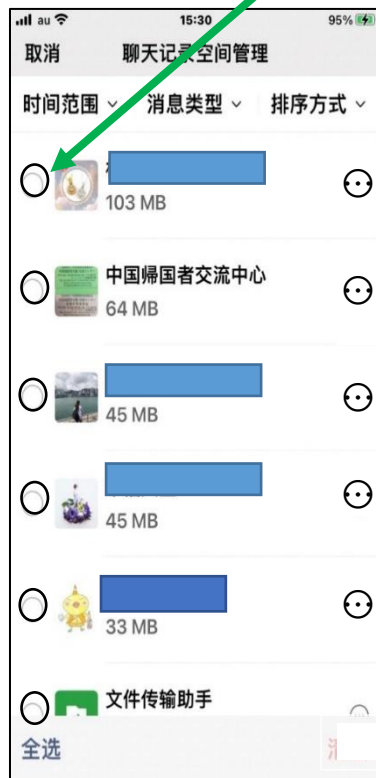 au 15:30 95%
取消 聊天记录空间管理
时间范围 消息类型 排序方式
103 MB
中国帰国者交流中心
64 MB
45 MB
45 MB
33 MB
文件传输助手
全选